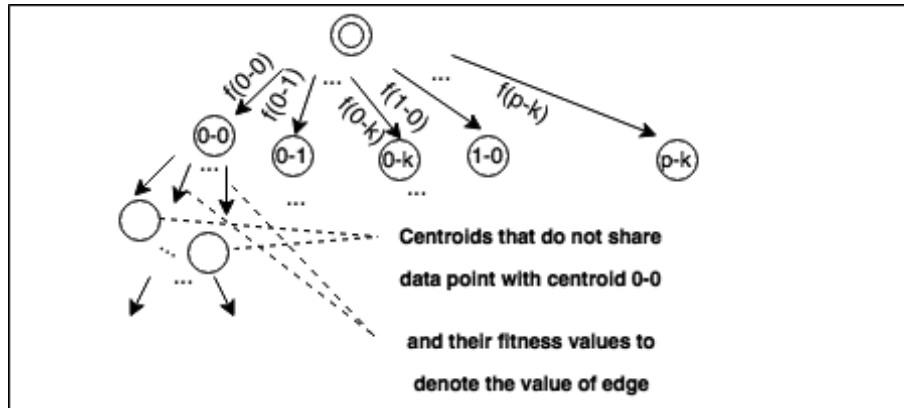 f(0-0)
f(0-1)
...
f(0-k)
f(1-0)
...
f(p-k)
0-0
0-1
0-k
1-0
p-k
...
...
...
Centroids that do not share
data point with centroid 0-0
...
...
and their fitness values to
denote the value of edge